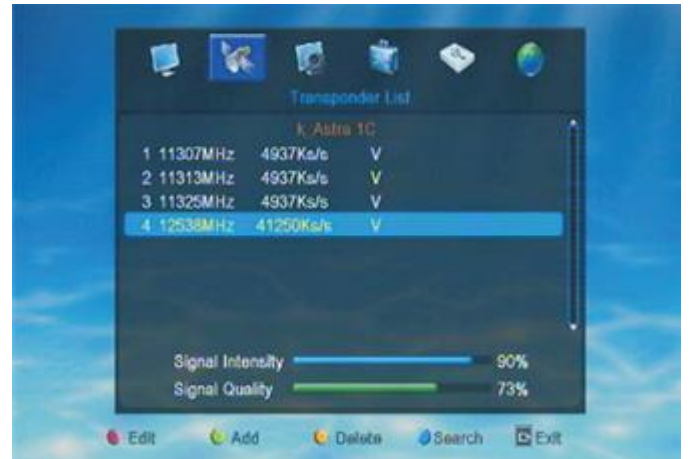 Transponder List
k_Astra 1C
1 11307MHz 4937Ks/s V
2 11313MHz 4937Ks/s V
3 11325MHz 4937Ks/s V
4 12538MHz 41250Ks/s V
Signal Intensity 90%
Signal Quality 73%
Edit Add Delete Search Exit